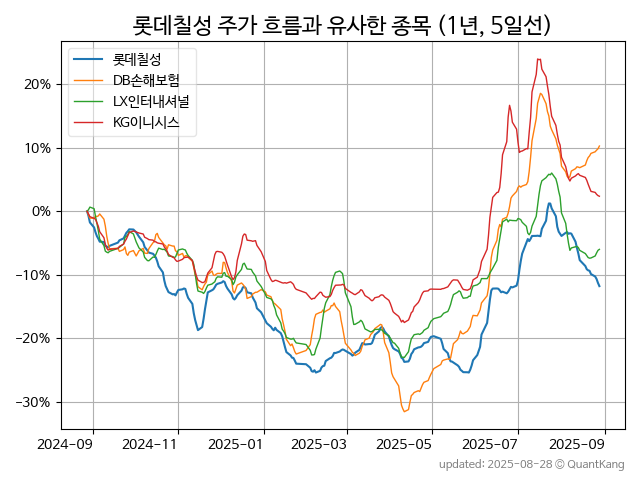 롯데칠성 주가 흐름과 유사한 종목 (1년, 5일선)
롯데칠성
DB손해보험
LX인터내셔널
KG이니시스
20%
10%
0%
−10%
−20%
−30%
2024-09 2024-11 2025-01 2025-03 2025-05 2025-07 2025-09
updated: 2025-08-28 © QuantKang